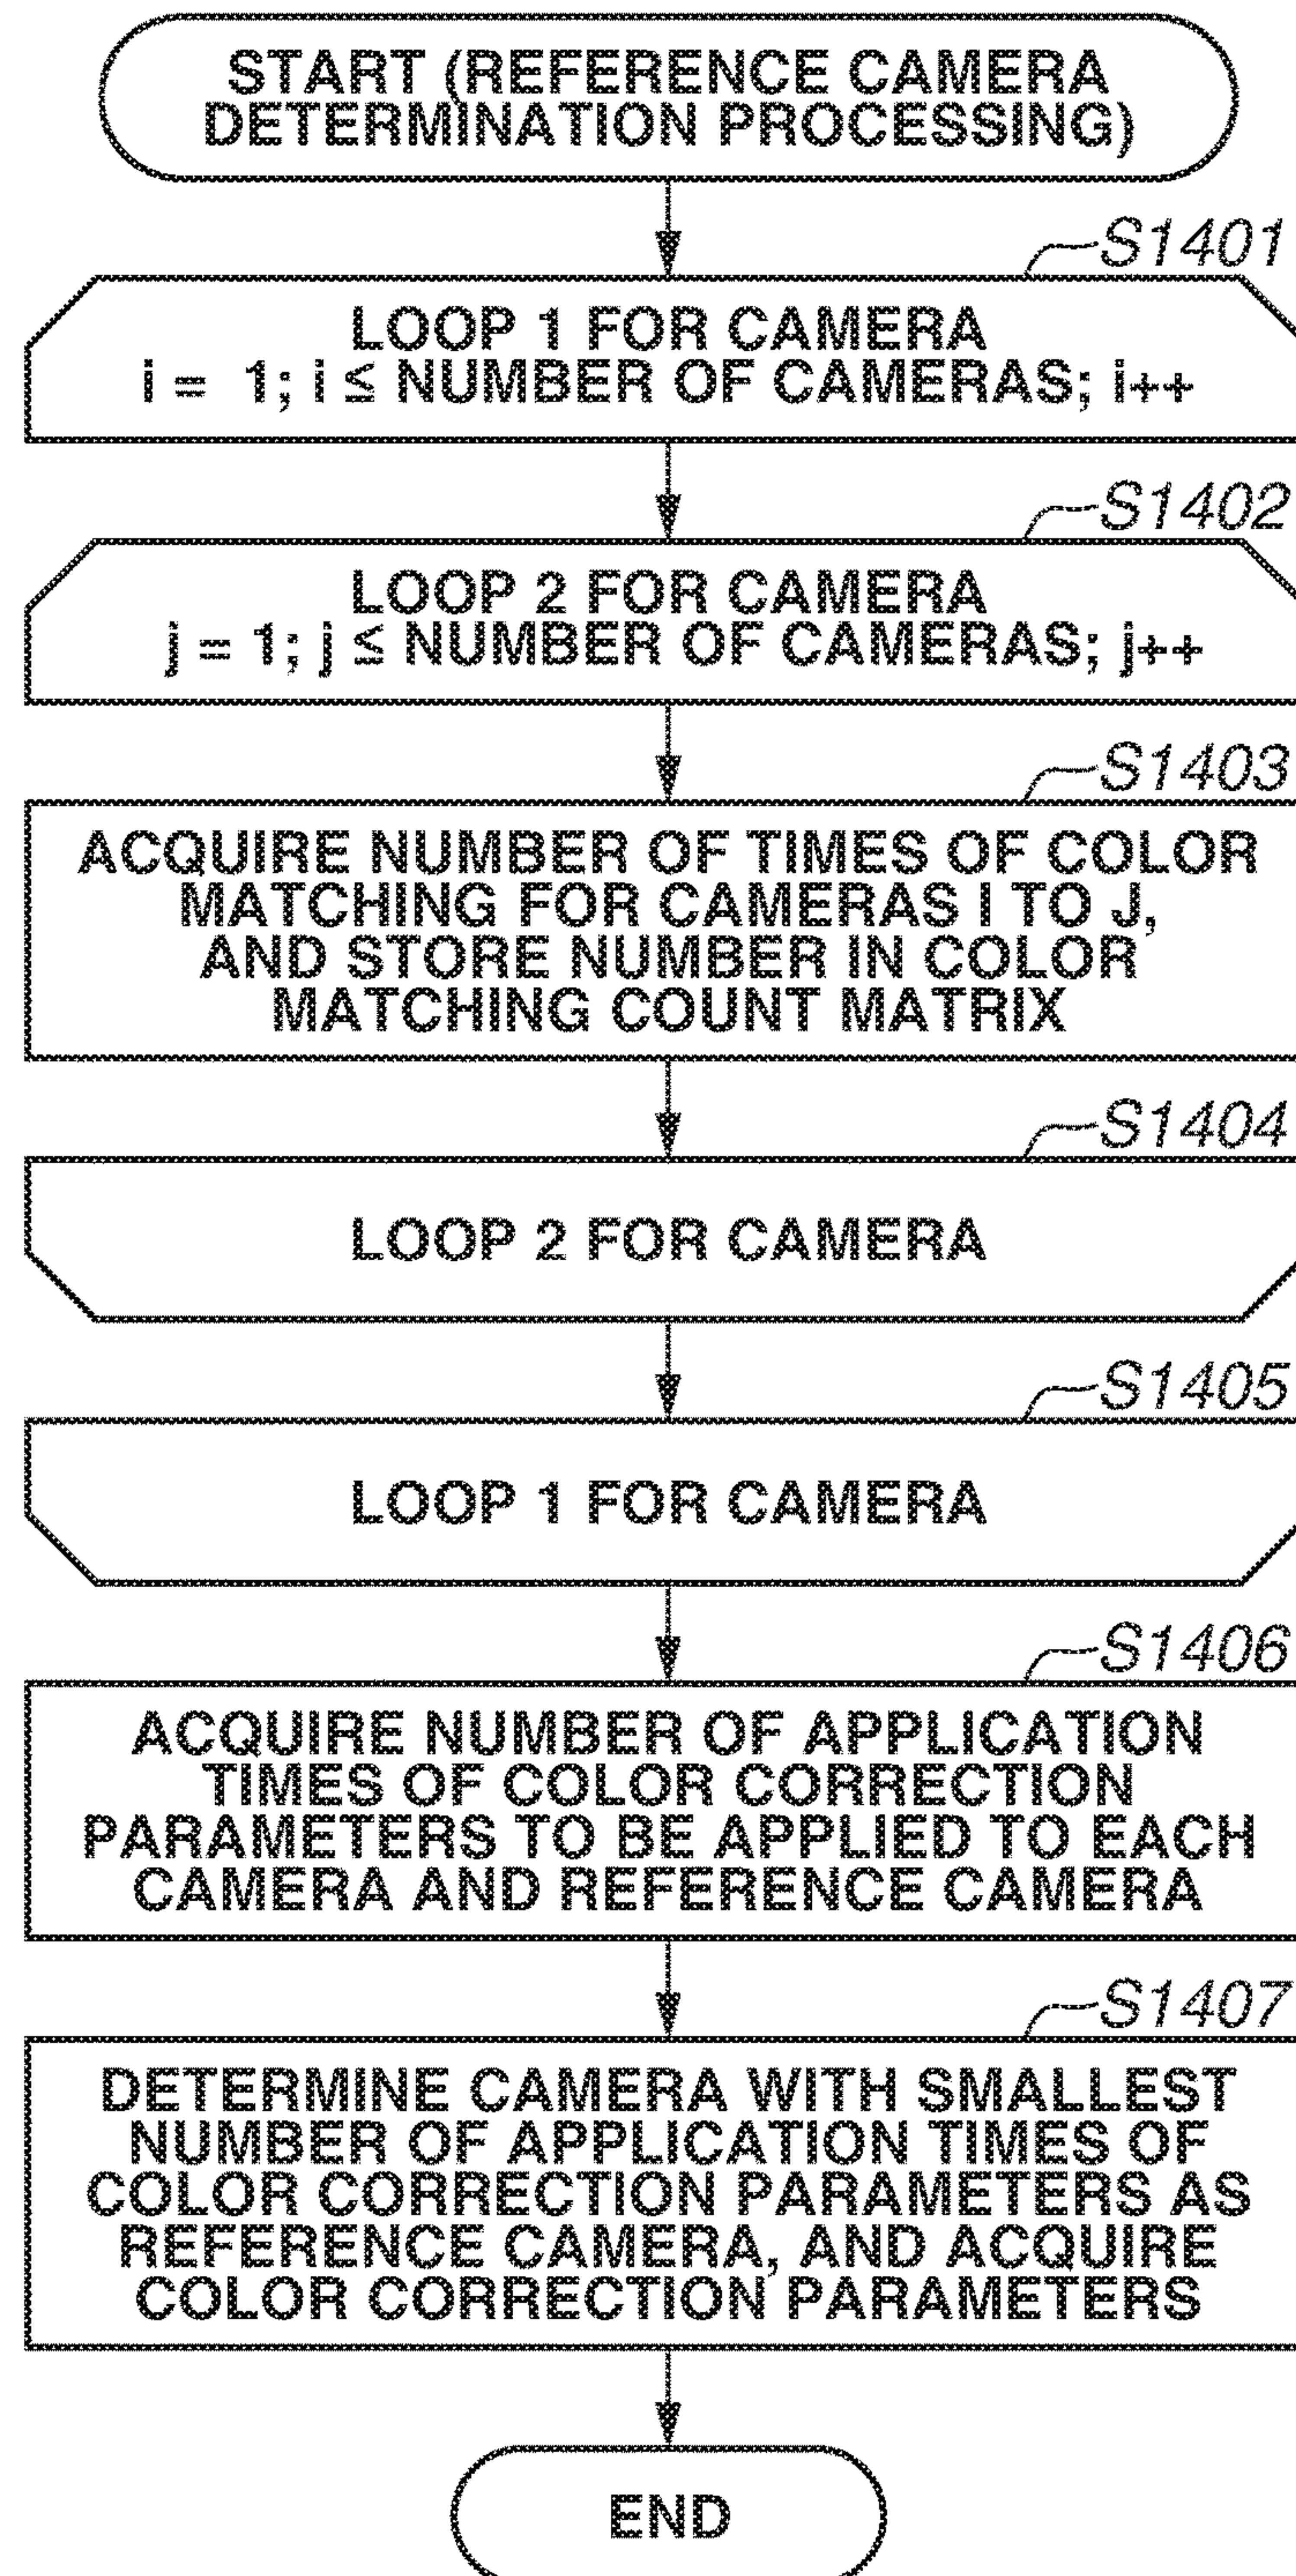 START (REFERENCE CAMERA
DETERMINATION PROCESSING)
S1401
LOOP 1 FOR CAMERA
i = 1; i ≤ NUMBER OF CAMERAS; i++
S1402
LOOP 2 FOR CAMERA
j = 1; j ≤ NUMBER OF CAMERAS; j++
S1403
ACQUIRE NUMBER OF TIMES OF COLOR
MATCHING FOR CAMERAS I TO J,
AND STORE NUMBER IN COLOR
MATCHING COUNT MATRIX
S1404
LOOP 2 FOR CAMERA
S1405
LOOP 1 FOR CAMERA
S1406
ACQUIRE NUMBER OF APPLICATION
TIMES OF COLOR CORRECTION
PARAMETERS TO BE APPLIED TO EACH
CAMERA AND REFERENCE CAMERA
S1407
DETERMINE CAMERA WITH SMALLEST
NUMBER OF APPLICATION TIMES OF
COLOR CORRECTION PARAMETERS AS
REFERENCE CAMERA, AND ACQUIRE
COLOR CORRECTION PARAMETERS
END